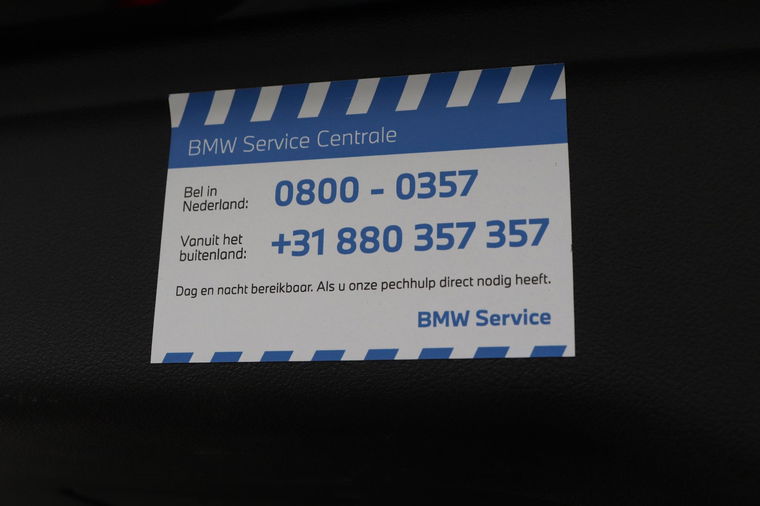 BMW Service Centrale
Bel in
Nederland:
0800 - 0357
Vanuit het
buitenland:
+31 880 357 357
Dag en nacht bereikbaar. Als u onze pechhulp direct nodig heeft.
BMW Service